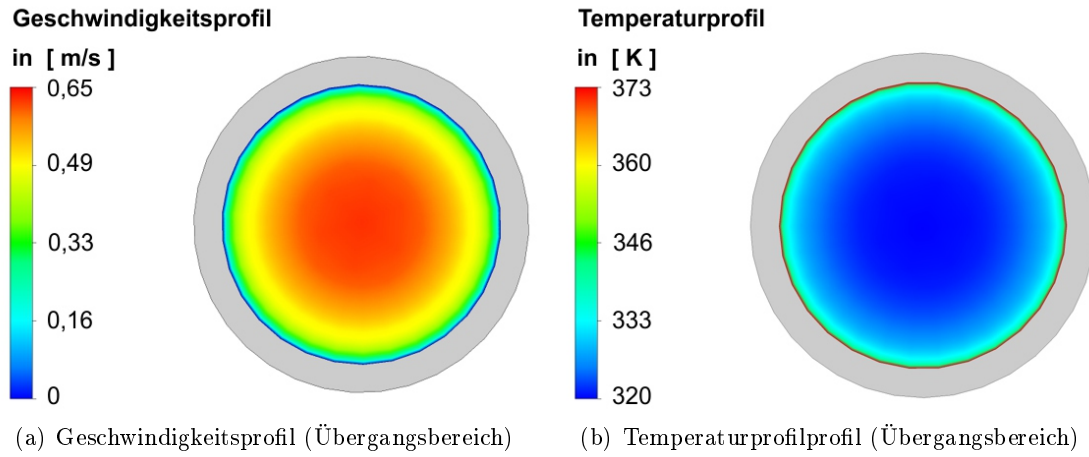 Geschwindigkeitsprofil
in [ m/s ]
0,65
0,49
0,33
0,16
0
(a) Geschwindigkeitsprofil (Übergangsbereich)
Temperaturprofil
in [ K ]
373
360
346
333
320
(b) Temperaturprofilprofil (Übergangsbereich)